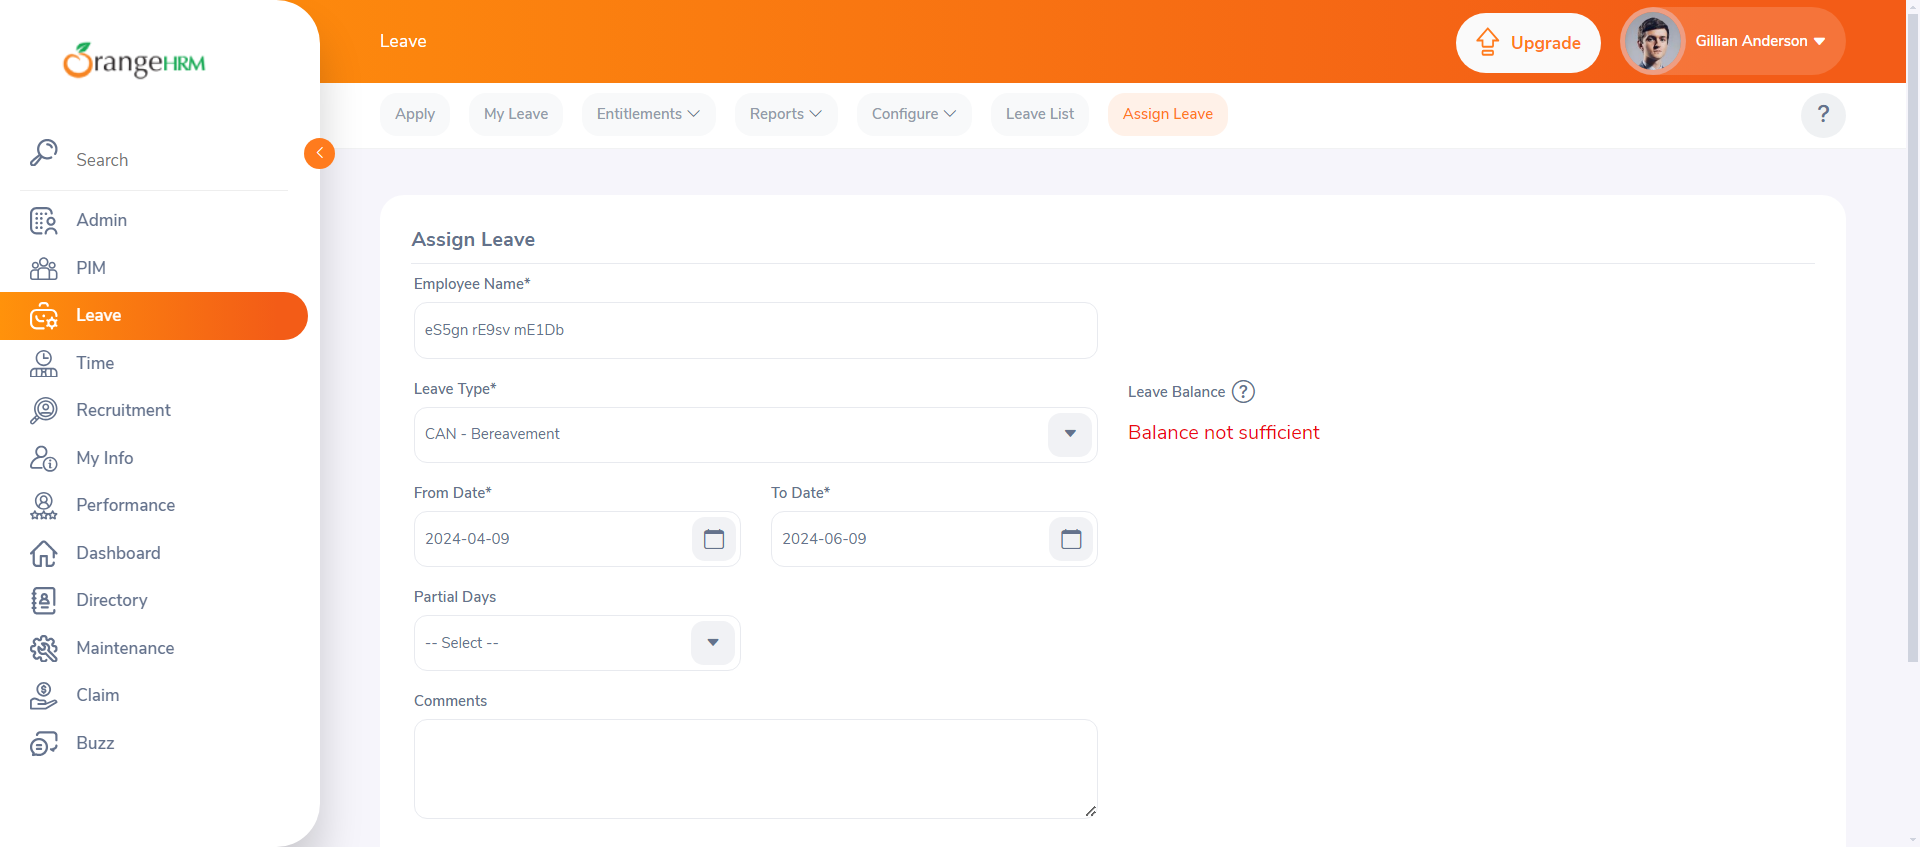 OrangeHRM
Leave
Upgrade
Gillian Anderson
Apply
My Leave
Entitlements
Reports
Configure
Leave List
Assign Leave
?
Search
Admin
PIM
Leave
Time
Recruitment
My Info
Performance
Dashboard
Directory
Maintenance
Claim
Buzz
Assign Leave
Employee Name*
eS5gn rE9sv mE1Db
Leave Type*
CAN - Bereavement
Leave Balance ?
Balance not sufficient
From Date*
2024-04-09
To Date*
2024-06-09
Partial Days
-- Select --
Comments